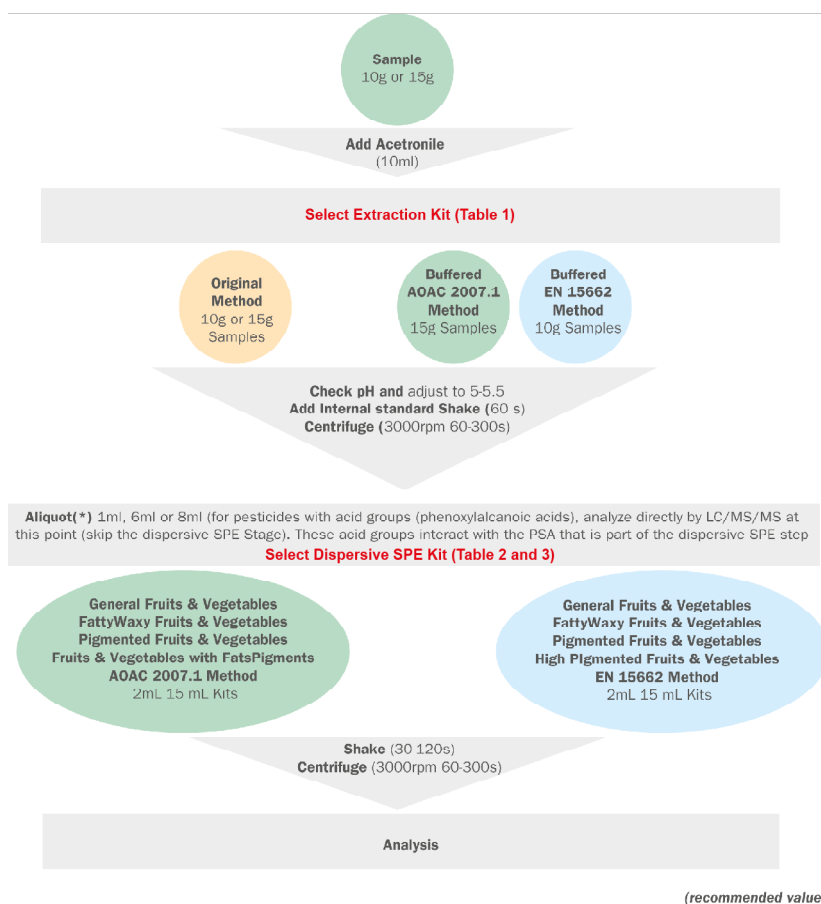 Sample
10g or 15g
Add Acetronile
(10ml)
Select Extraction Kit (Table 1)
Original
Method
10g or 15g
Samples
Buffered
AOAC 2007.1
Method
15g Samples
Buffered
EN 15662
Method
10g Samples
Check pH and adjust to 5-5.5
Add Internal standard Shake (60 s)
Centrifuge (3000rpm 60-300s)
Aliquot(*) 1ml, 6ml or 8ml (for pesticides with acid groups (phenoxylalcanoic acids), analyze directly by LC/MS/MS at
this point (skip the dispersive SPE Stage). These acid groups interact with the PSA that is part of the dispersive SPE step
Select Dispersive SPE Kit (Table 2 and 3)
General Fruits & Vegetables
FattyWaxy Fruits & Vegetables
Pigmented Fruits & Vegetables
Fruits & Vegetables with FatsPigments
AOAC 2007.1 Method
2mL 15 mL Kits
General Fruits & Vegetables
FattyWaxy Fruits & Vegetables
Pigmented Fruits & Vegetables
High PIgmented Fruits & Vegetables
EN 15662 Method
2mL 15 mL Kits
Shake (30 120s)
Centrifuge (3000rpm 60-300s)
Analysis
(recommended value